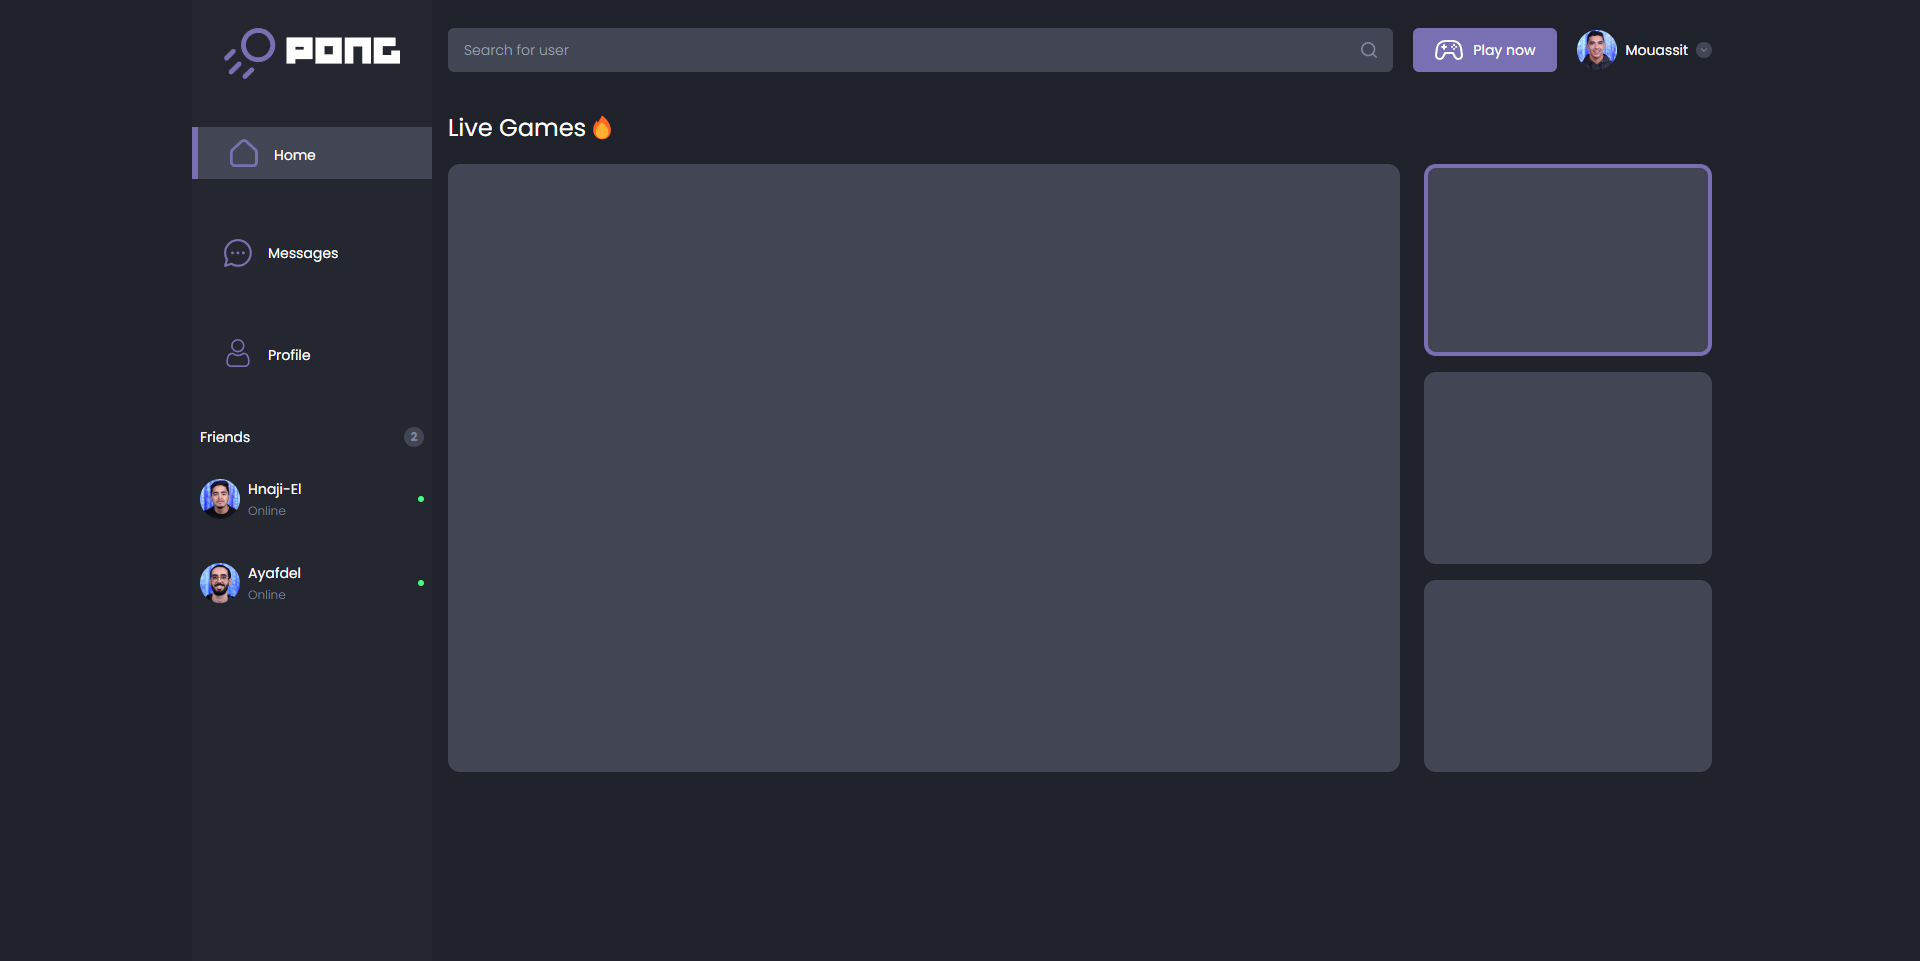 PONG
Search for user
Play now
Mouassit
Home
Messages
Profile
Friends
2
Hnaji-El
Online
Ayafdel
Online
Live Games 🔥